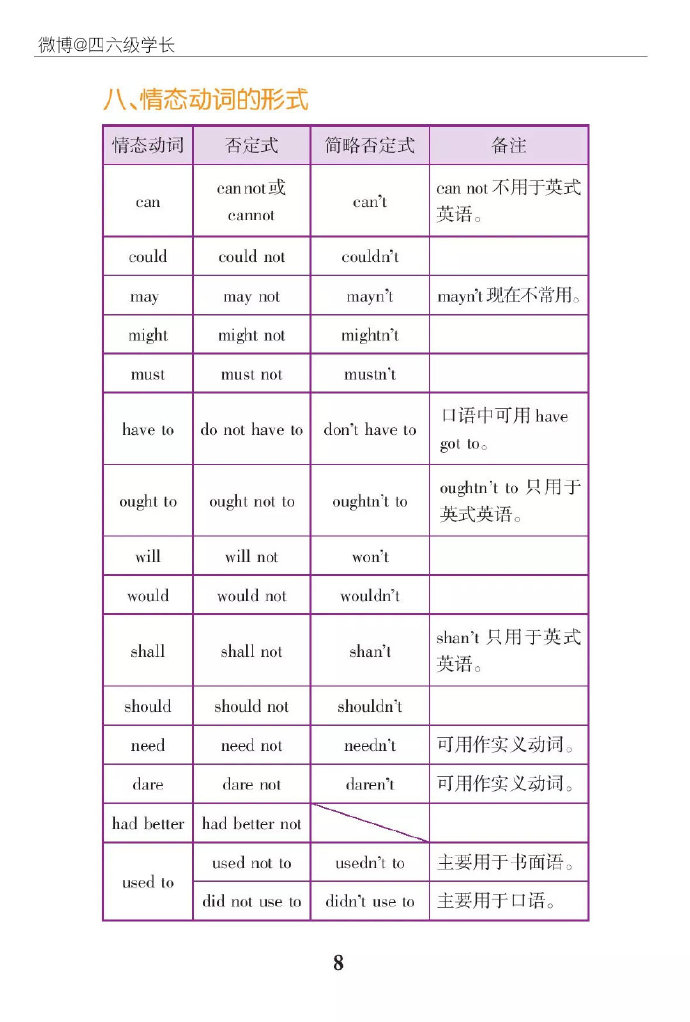 微博@四六级学长
八、情态动词的形式
情态动词 否定式 简略否定式 备注
can can not或 cannot can't can not 不用于英式英语。
could could not couldn't
may may not mayn't mayn't 现在不常用。
might might not mightn't
must must not mustn't
have to do not have to don't have to 口语中可用 have got to。
ought to ought not to oughtn't to oughtn't to 只用于英式英语。
will will not won't
would would not wouldn't
shall shall not shan't shan't 只用于英式英语。
should should not shouldn't
need need not needn't 可用作实义动词。
dare dare not daren't 可用作实义动词。
had better had better not
used to used not to usedn't to 主要用于书面语。
did not use to didn't use to 主要用于口语。
8